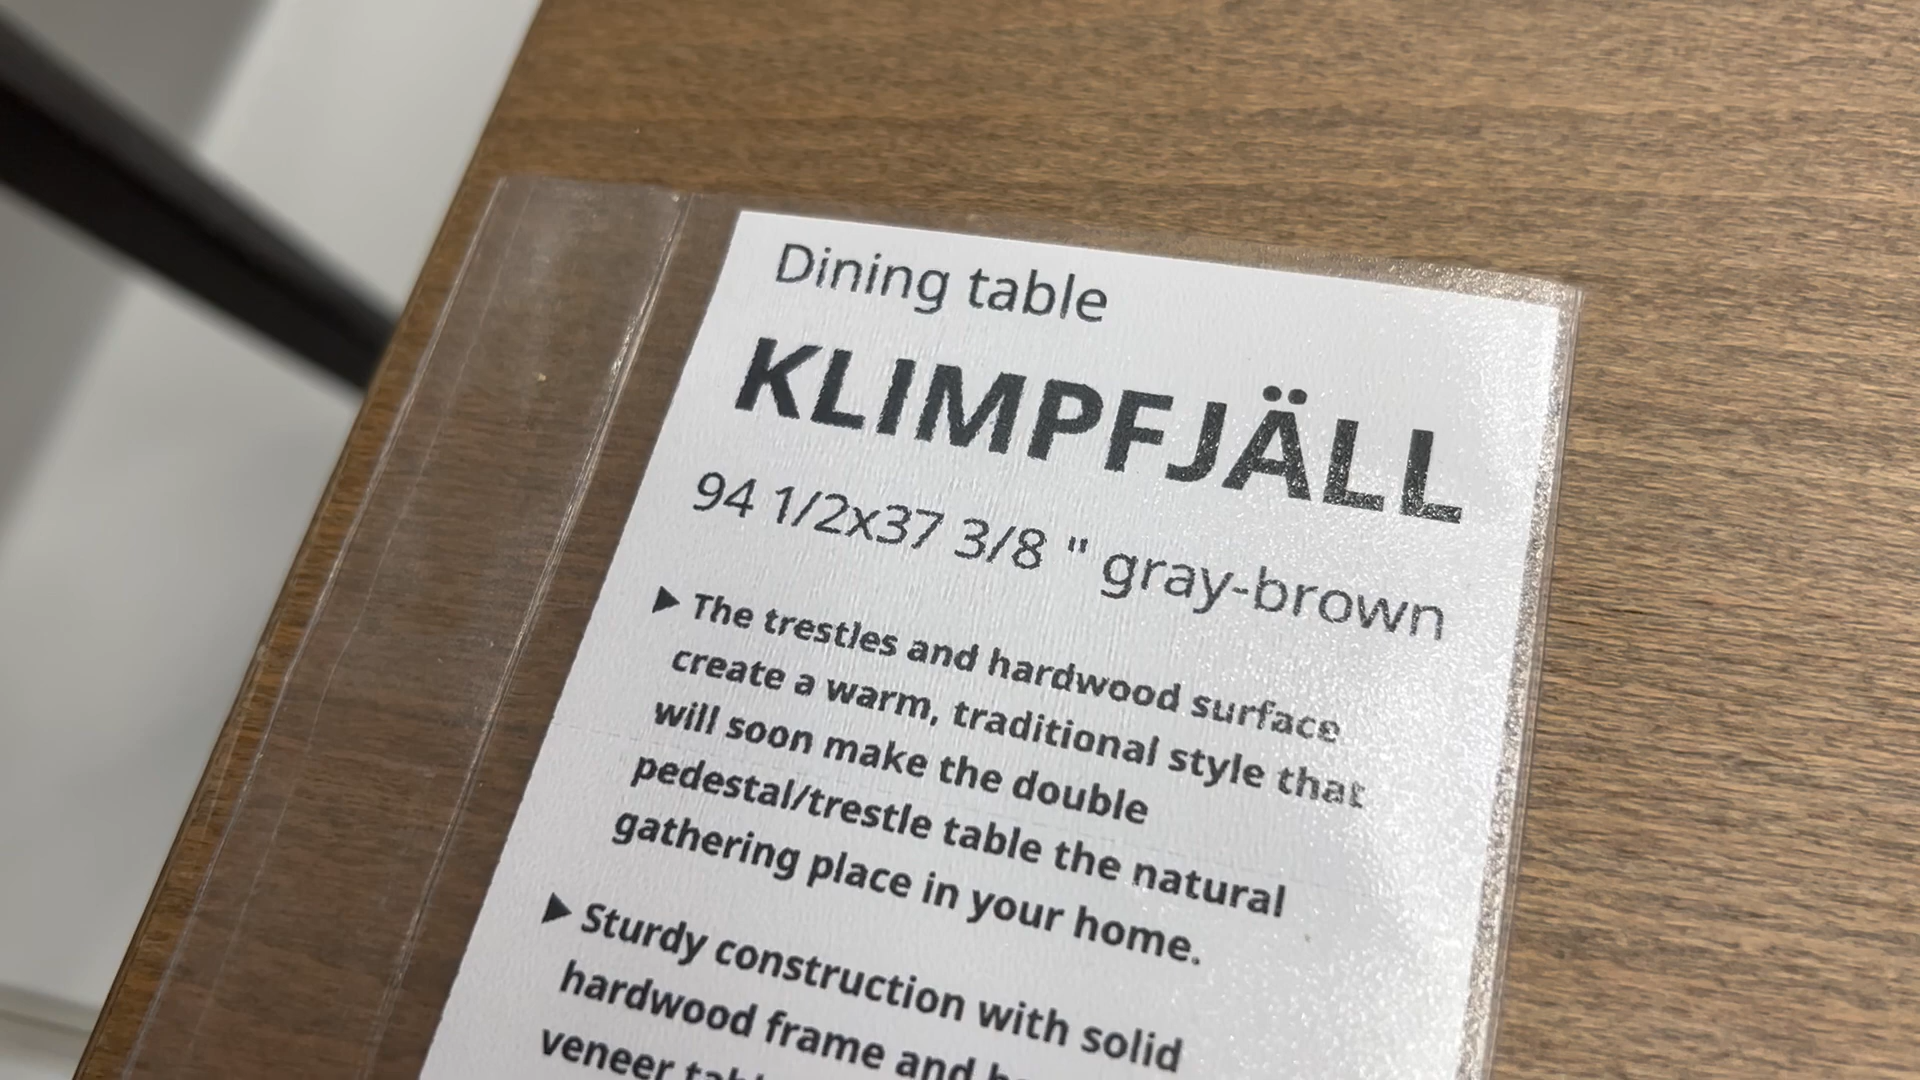 Dining table
KLIMPFJÄLL
94 1/2x37 3/8 " gray-brown
▶ The trestles and hardwood surface
create a warm, traditional style that
will soon make the double
pedestal/trestle table the natural
gathering place in your home.
▶ Sturdy construction with solid
hardwood frame and
veneer